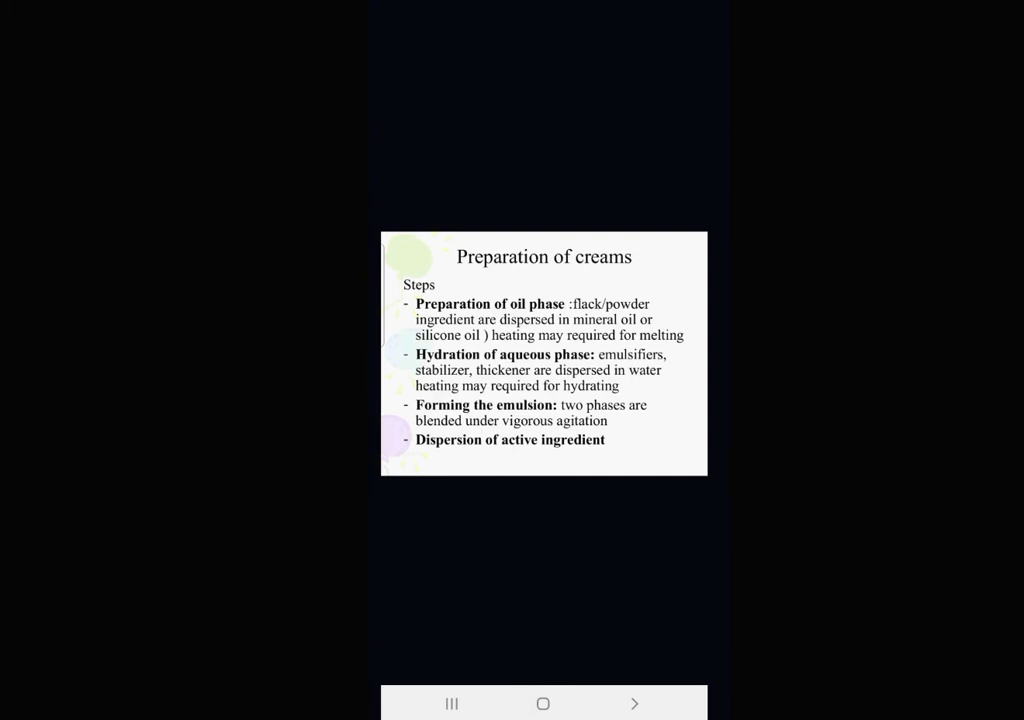 Preparation of creams
Steps
- Preparation of oil phase :flack/powder
ingredient are dispersed in mineral oil or
silicone oil ) heating may required for melting
- Hydration of aqueous phase: emulsifiers,
stabilizer, thickener are dispersed in water
heating may required for hydrating
- Forming the emulsion: two phases are
blended under vigorous agitation
- Dispersion of active ingredient